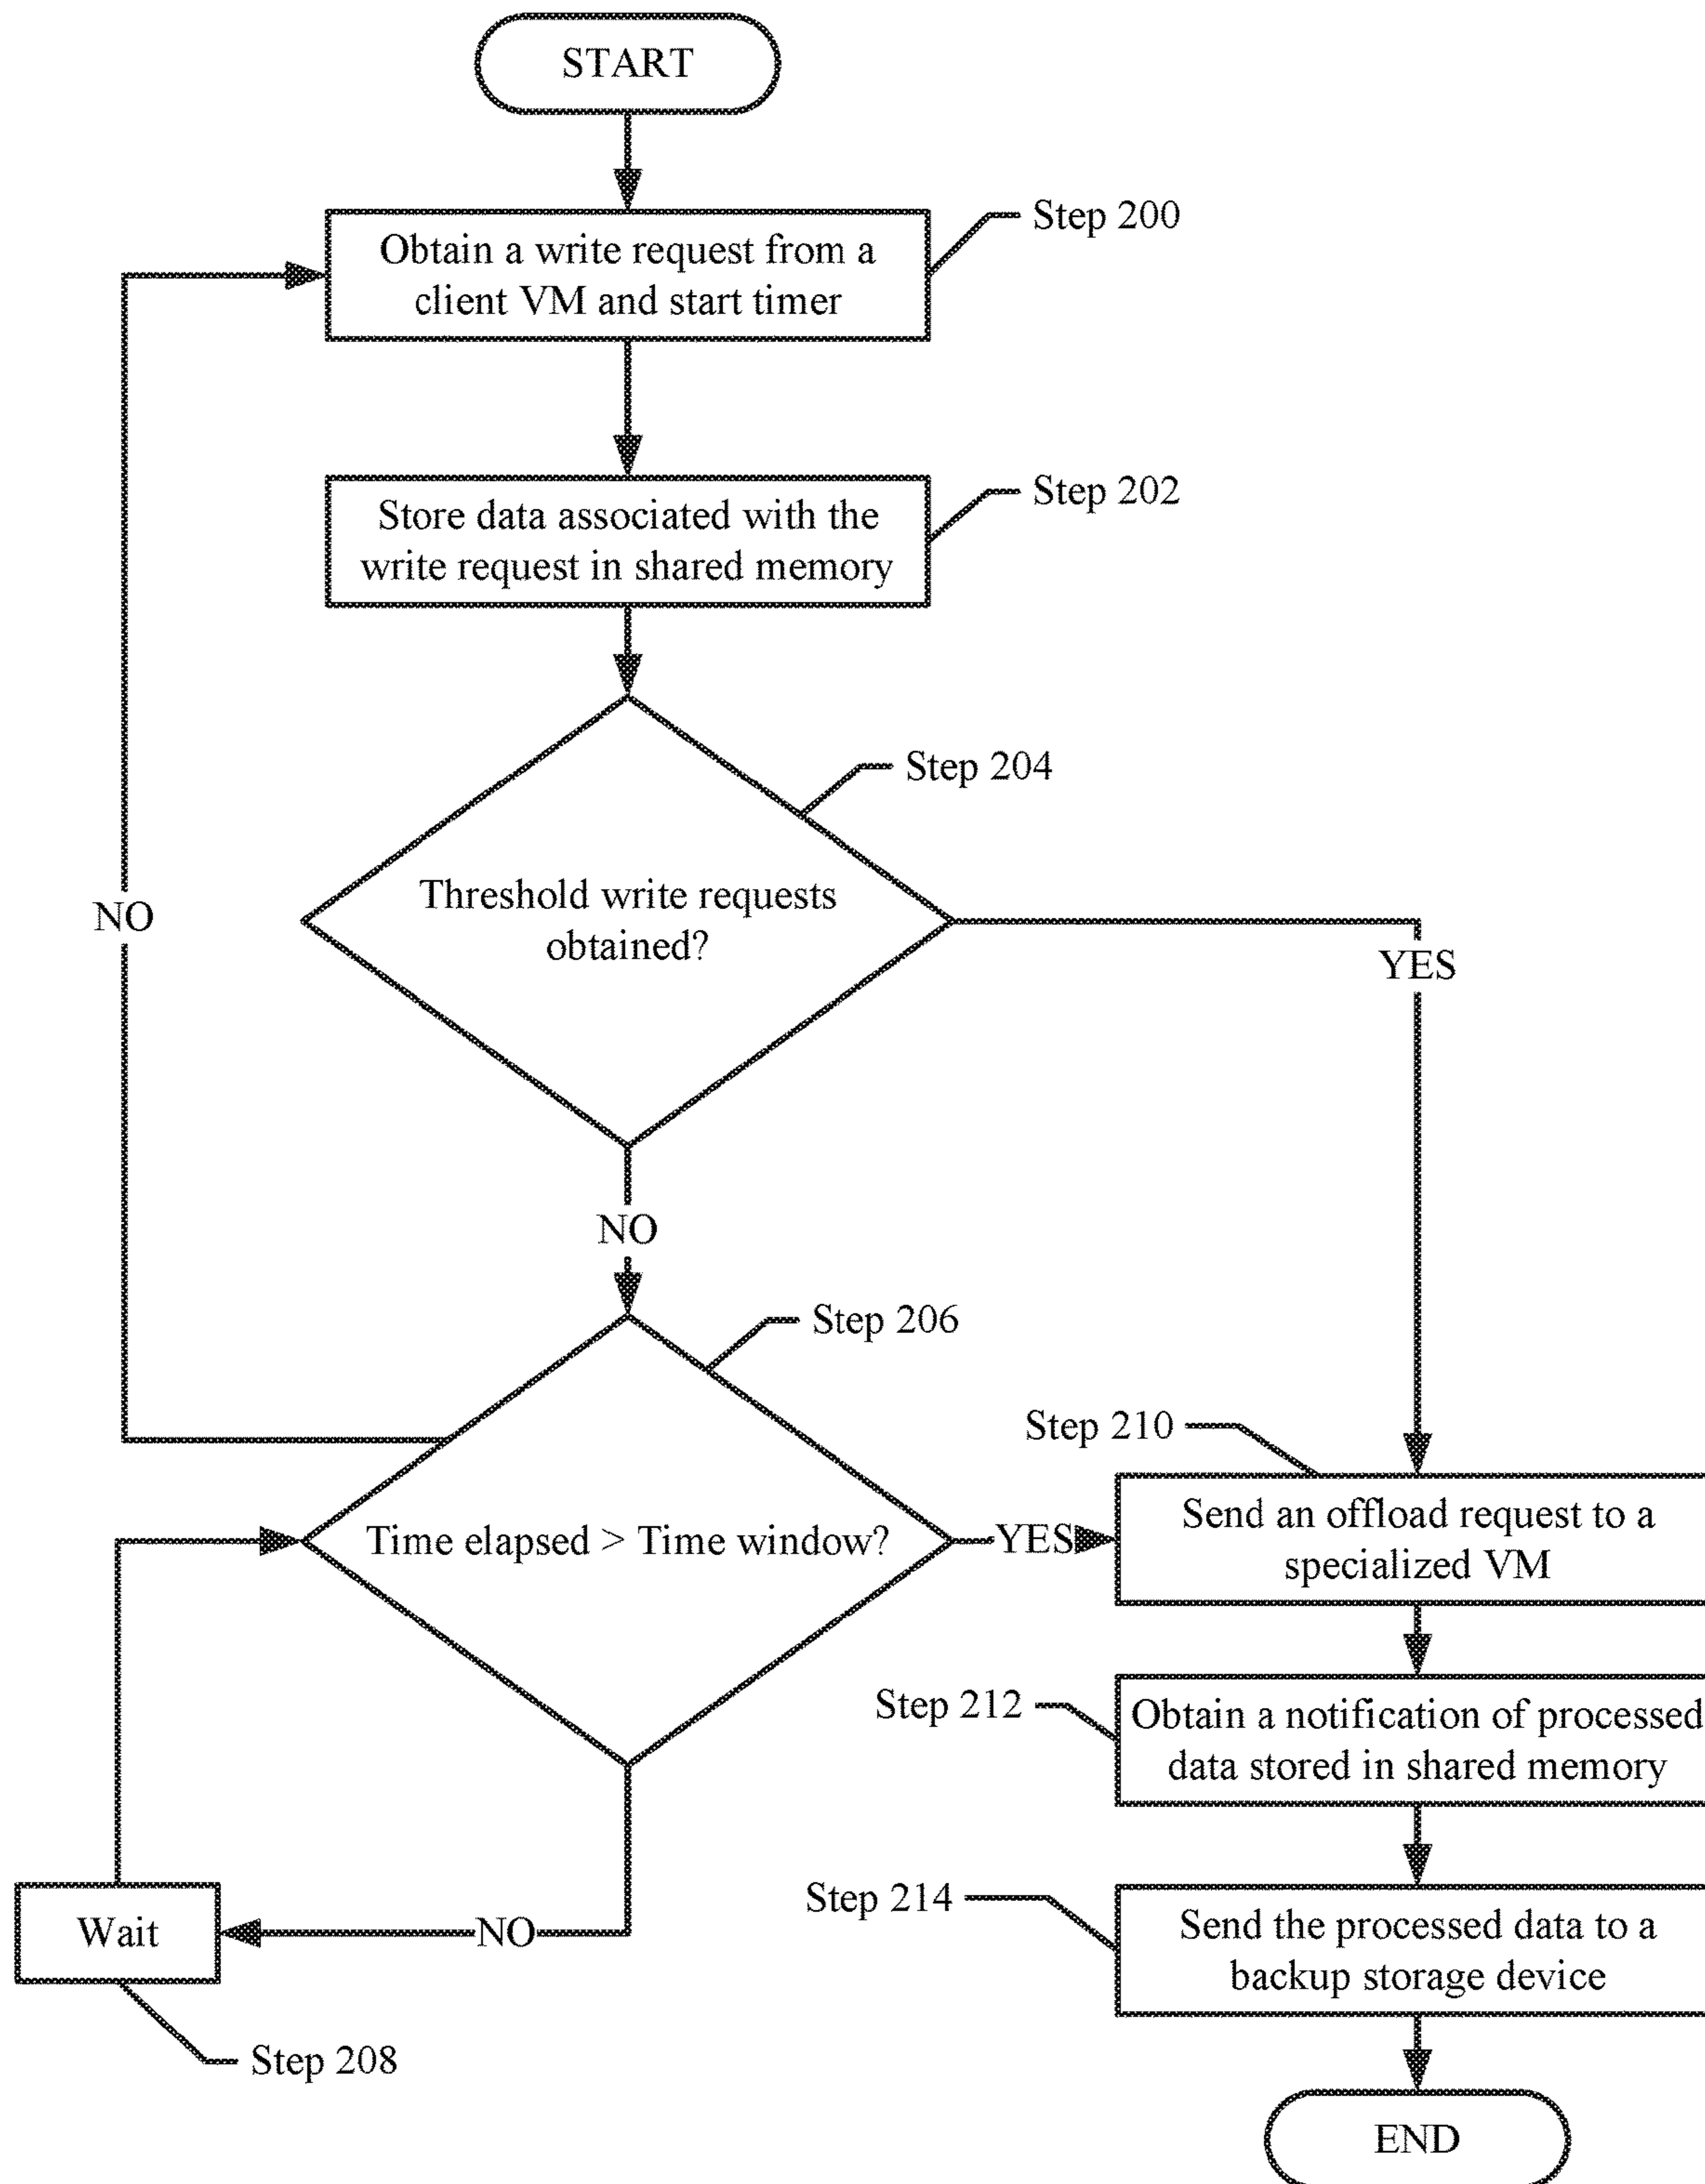 START
Step 200
Obtain a write request from a
client VM and start timer
Step 202
Store data associated with the
write request in shared memory
Step 204
Threshold write requests
obtained?
NO
YES
NO
Step 206
Time elapsed > Time window?
YES
Step 210
Send an offload request to a
specialized VM
Step 212
Obtain a notification of processed
data stored in shared memory
Step 214
Send the processed data to a
backup storage device
NO
Wait
Step 208
END